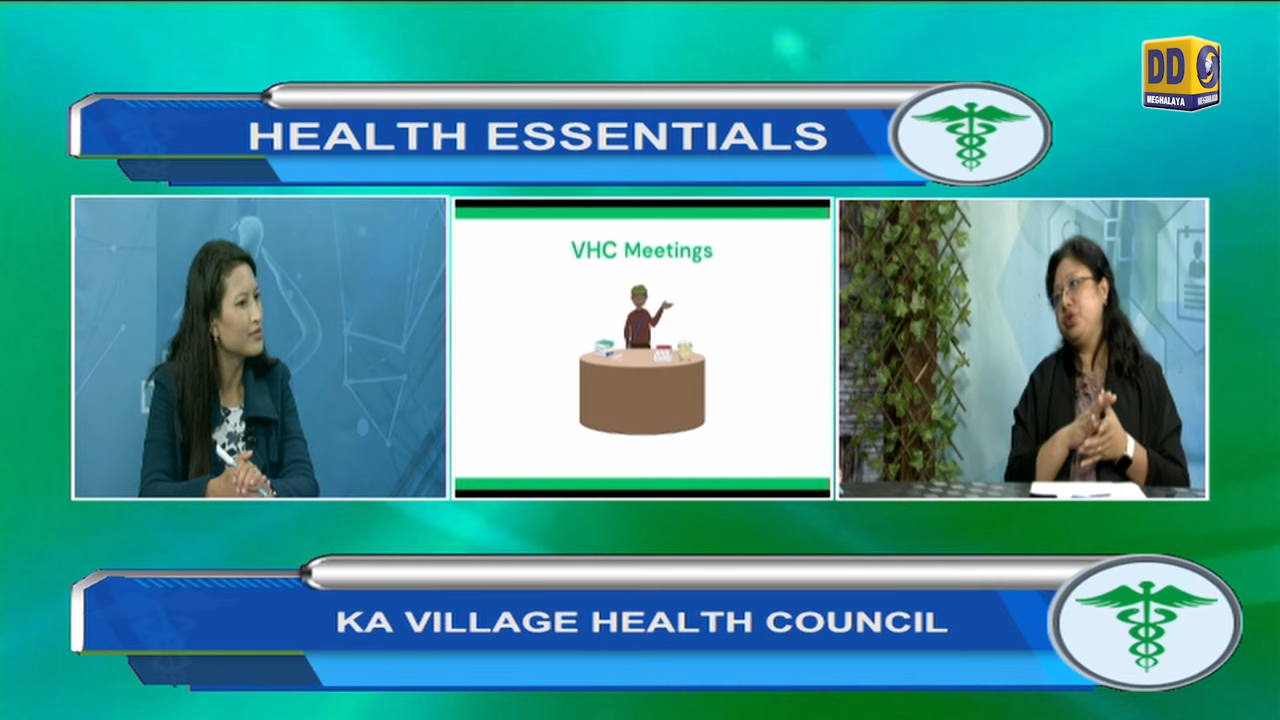 DD
MEGHALAYA
HEALTH ESSENTIALS
VHC Meetings
KA VILLAGE HEALTH COUNCIL